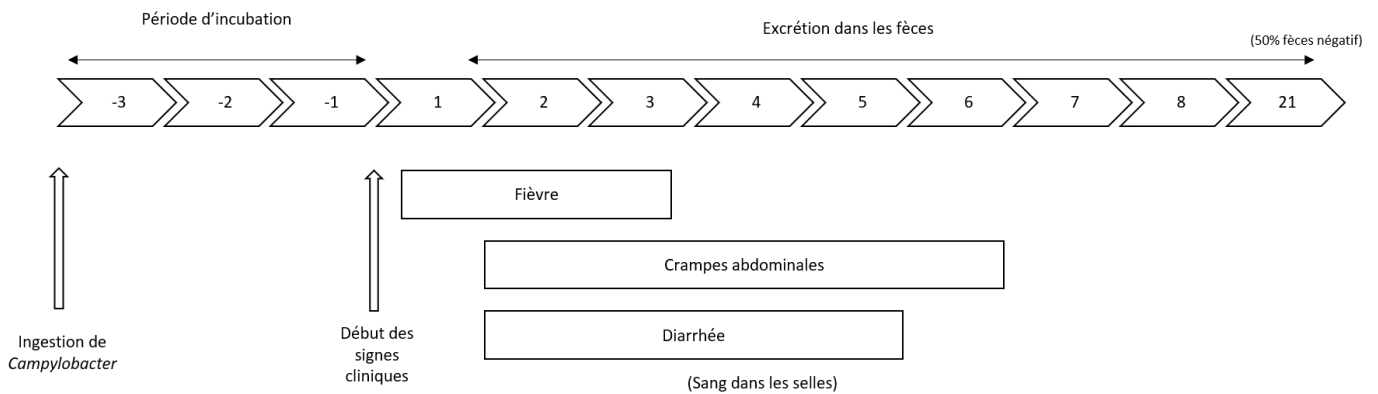 Période d'incubation
Excrétion dans les fèces
(50% fèces négatif)
-3 -2 -1 1 2 3 4 5 6 7 8 21
Fièvre
Crampes abdominales
Diarrhée
(Sang dans les selles)
Ingestion de
Campylobacter
Début des
signes
cliniques